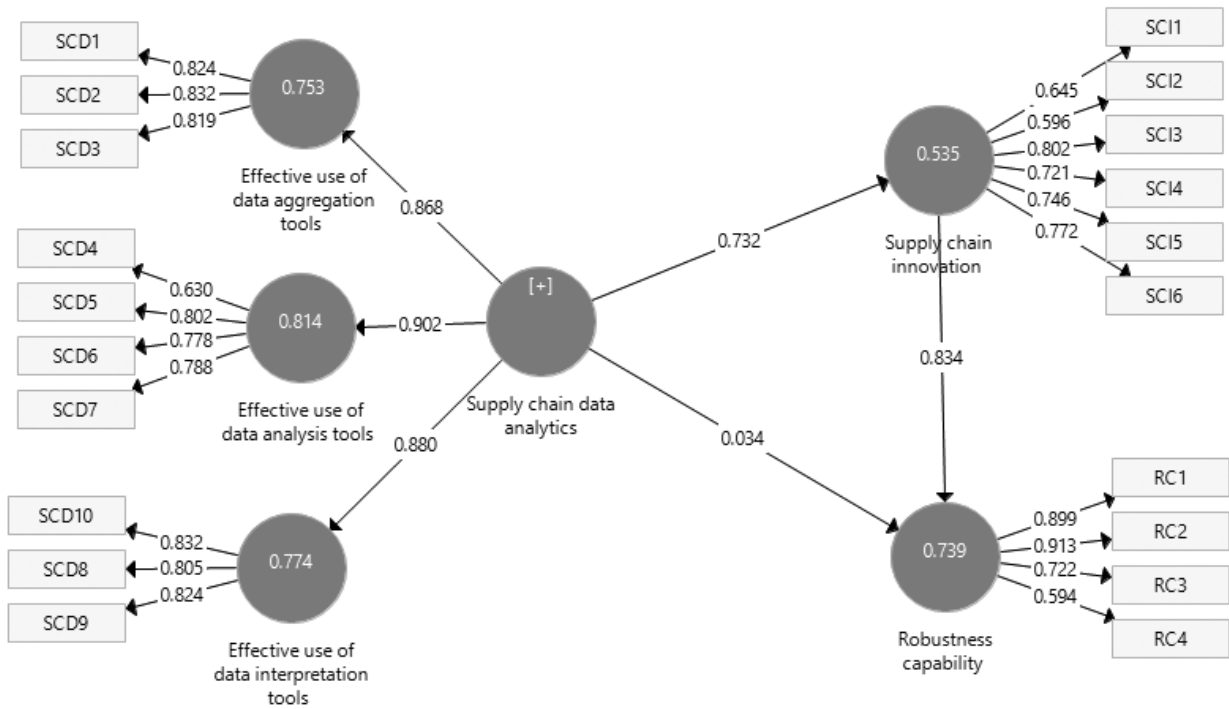 SCD1
SCD2
SCD3
0.824
0.832
0.819
0.753
Effective use of
data aggregation
tools
0.868
SCD4
SCD5
SCD6
SCD7
0.630
0.802
0.778
0.788
0.814
Effective use of
data analysis tools
0.902
SCD10
SCD8
SCD9
0.832
0.805
0.824
0.774
Effective use of
data interpretation
tools
0.880
[+]
Supply chain data
analytics
0.732
0.034
0.535
Supply chain
innovation
0.834
0.645
0.596
0.802
0.721
0.746
0.772
SCI1
SCI2
SCI3
SCI4
SCI5
SCI6
0.739
Robustness
capability
0.899
0.913
0.722
0.594
RC1
RC2
RC3
RC4